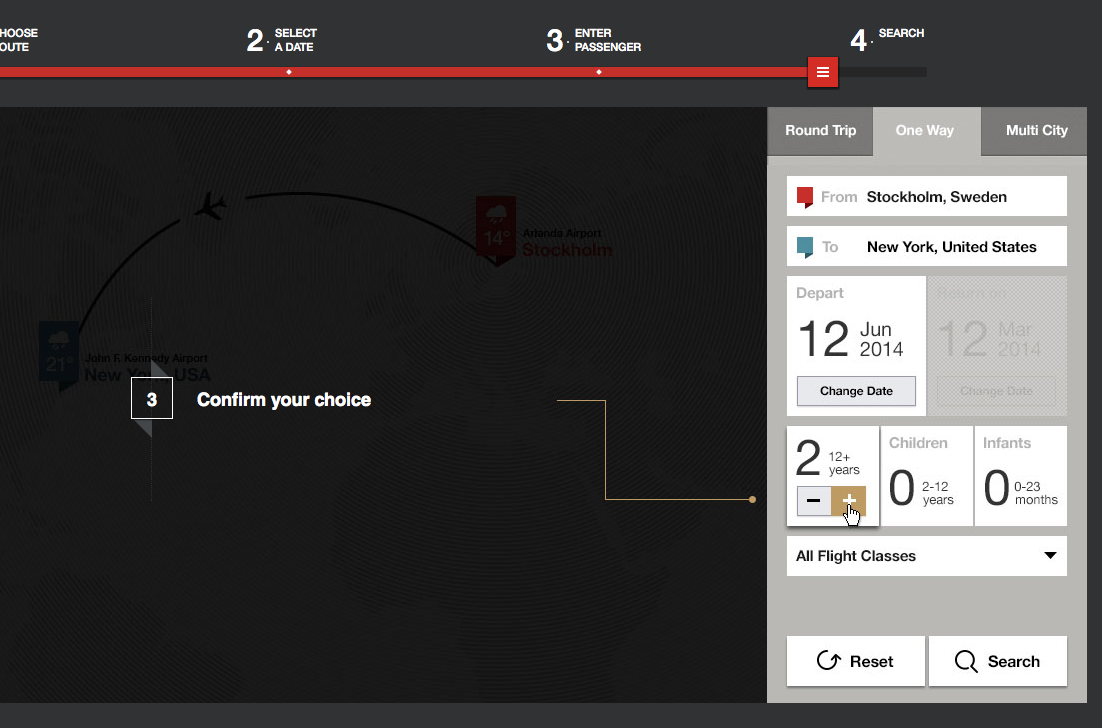 HOOSE
OUTE
2. SELECT
A DATE
3. ENTER
PASSENGER
4. SEARCH
Round Trip
One Way
Multi City
From Stockholm, Sweden
To New York, United States
Depart
12 Jun
2014
Change Date
Return on
12 Mar
2014
Change Date
14°
Arlanda Airport
Stockholm
21°
John F. Kennedy Airport
New York, USA
3 Confirm your choice
2 12+
years
− +
Children
0 2-12
years
Infants
0 0-23
months
All Flight Classes
Reset
Search